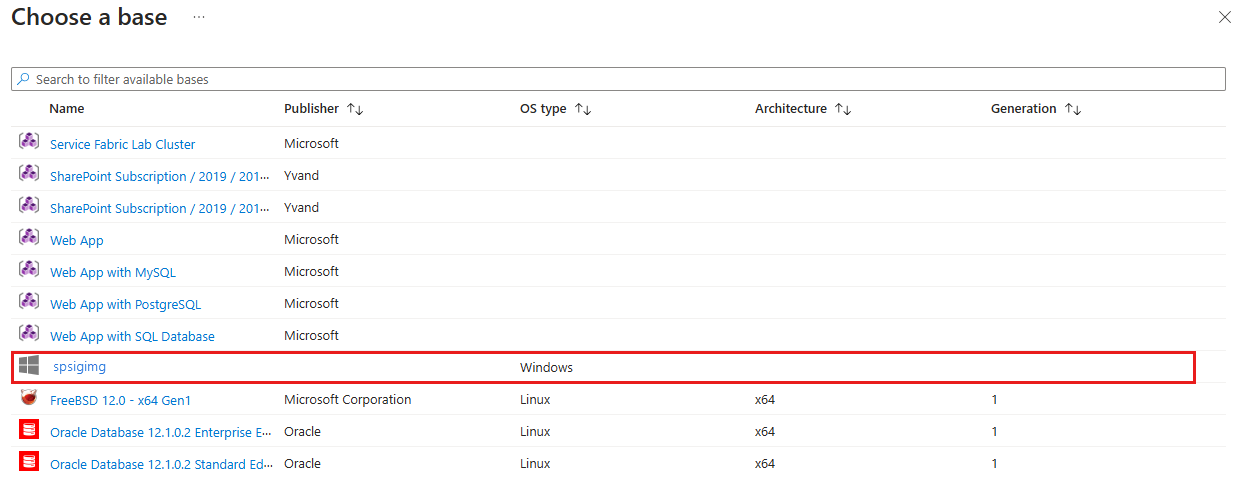 Choose a base ...
Search to filter available bases
Name Publisher ↑↓ OS type ↑↓ Architecture ↑↓ Generation ↑↓
Service Fabric Lab Cluster Microsoft
SharePoint Subscription / 2019 / 201... Yvand
SharePoint Subscription / 2019 / 201... Yvand
Web App Microsoft
Web App with MySQL Microsoft
Web App with PostgreSQL Microsoft
Web App with SQL Database Microsoft
spsigimg Windows
FreeBSD 12.0 - x64 Gen1 Microsoft Corporation Linux x64 1
Oracle Database 12.1.0.2 Enterprise E... Oracle Linux x64 1
Oracle Database 12.1.0.2 Standard Ed... Oracle Linux x64 1